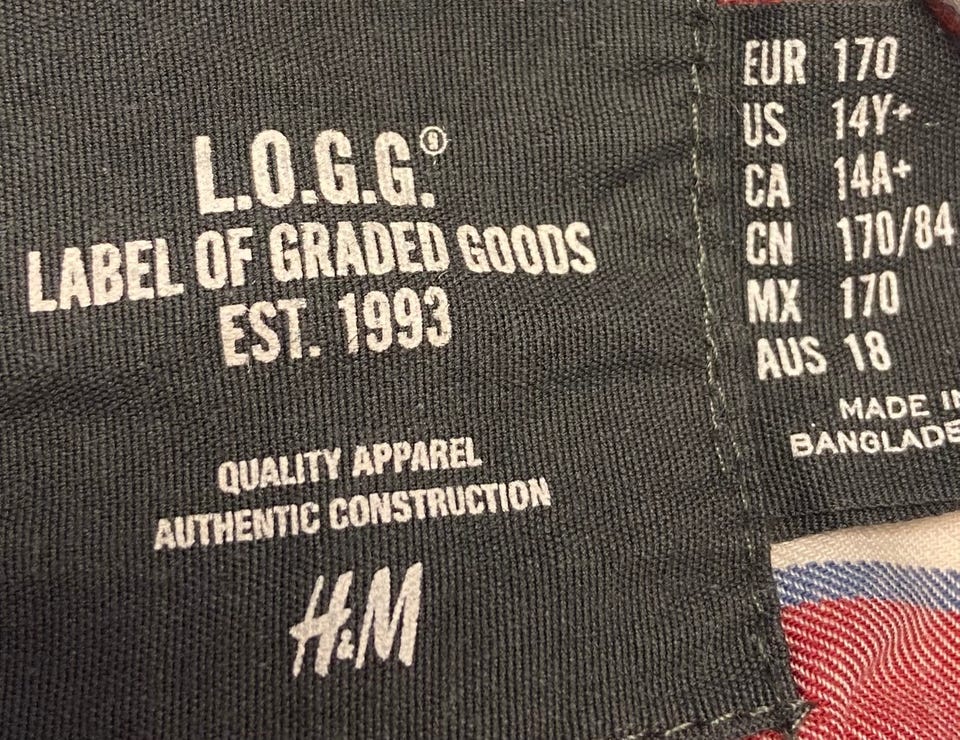 L.O.G.G.®
LABEL OF GRADED GOODS
EST. 1993
QUALITY APPAREL
AUTHENTIC CONSTRUCTION
H&M
EUR 170
US 14Y+
CA 14A+
CN 170/84
MX 170
AUS 18
MADE